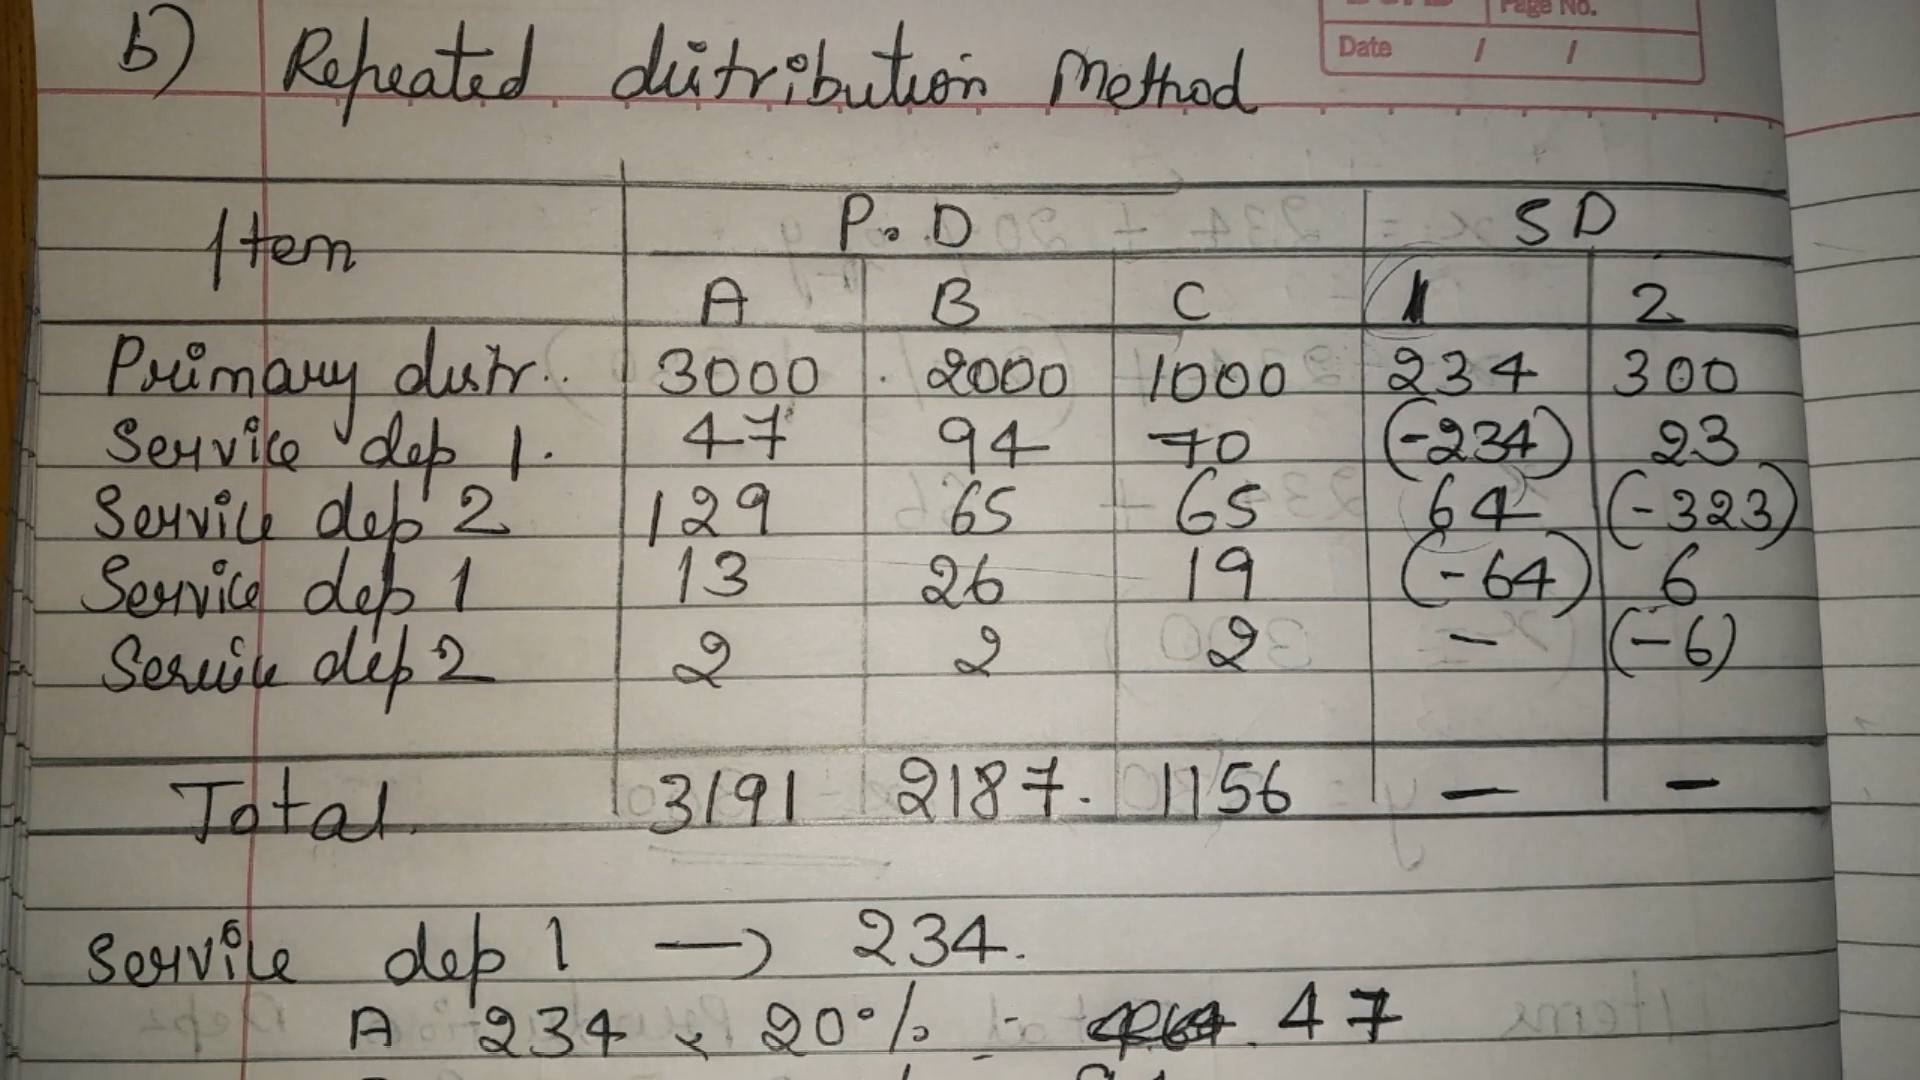 Page No.
Date / /
b) Repeated distribution Method
Item P.D SD
A B C 1 2
Primary distr.. 3000 2000 1000 234 300
Service dep 1. 47 94 70 (-234) 23
Service dep 2 129 65 65 64 (-323)
Service dep 1 13 26 19 (-64) 6
Service dep 2 2 2 2 - (-6)
Total. 3191 2187. 1156 - -
Service dep 1 → 234.
A 234 × 20% = 47